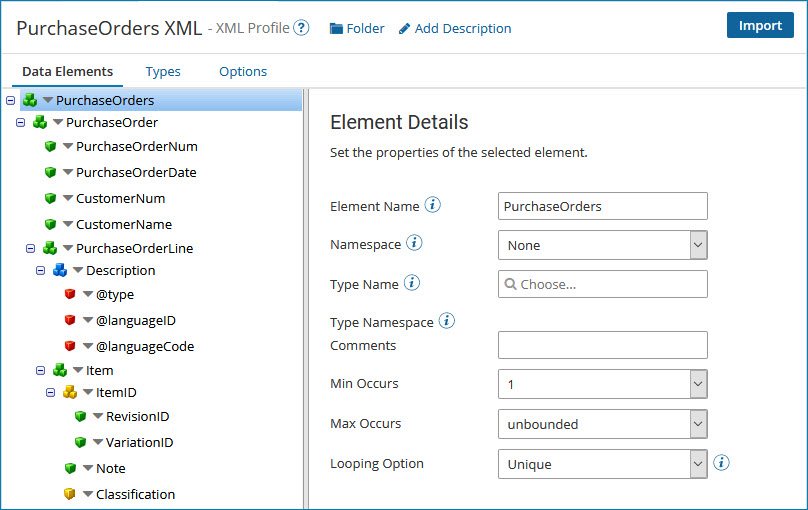 PurchaseOrders XML - XML Profile ? Folder Add Description Import
Data Elements Types Options
PurchaseOrders
PurchaseOrder
PurchaseOrderNum
PurchaseOrderDate
CustomerNum
CustomerName
PurchaseOrderLine
Description
@type
@languageID
@languageCode
Item
ItemID
RevisionID
VariationID
Note
Classification
Element Details
Set the properties of the selected element.
Element Name i PurchaseOrders
Namespace i None
Type Name i Choose...
Type Namespace i
Comments
Min Occurs 1
Max Occurs unbounded
Looping Option Unique i